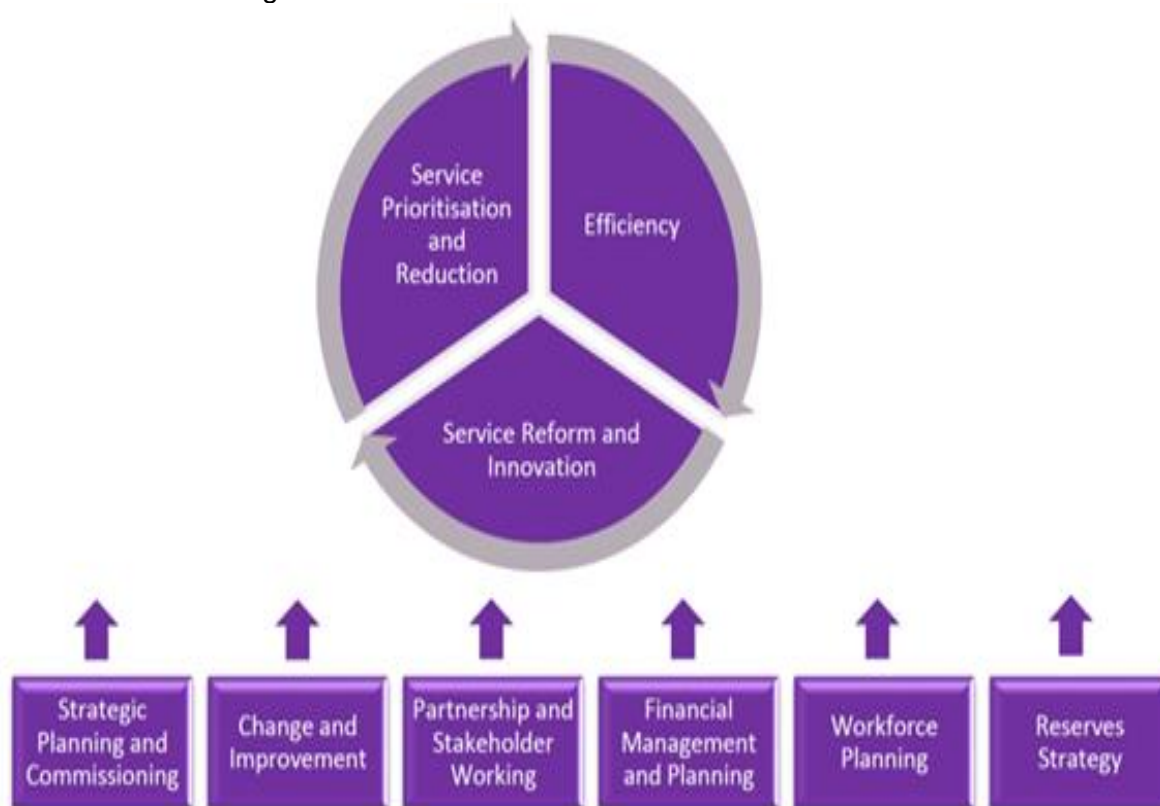 Service
Prioritisation
and
Reduction
Efficiency
Service Reform and
Innovation
Strategic
Planning and
Commissioning
Change and
Improvement
Partnership and
Stakeholder
Working
Financial
Management
and Planning
Workforce
Planning
Reserves
Strategy